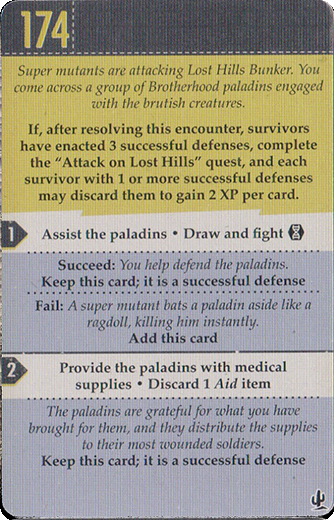 174
Super mutants are attacking Lost Hills Bunker. You
come across a group of Brotherhood paladins engaged
with the brutish creatures.
If, after resolving this encounter, survivors
have enacted 3 successful defenses, complete
the “Attack on Lost Hills” quest, and each
survivor with 1 or more successful defenses
may discard them to gain 2 XP per card.
1 Assist the paladins • Draw and fight
Succeed: You help defend the paladins.
Keep this card; it is a successful defense
Fail: A super mutant bats a paladin aside like a
ragdoll, killing him instantly.
Add this card
2 Provide the paladins with medical
supplies • Discard 1 Aid item
The paladins are grateful for what you have
brought for them, and they distribute the supplies
to their most wounded soldiers.
Keep this card; it is a successful defense